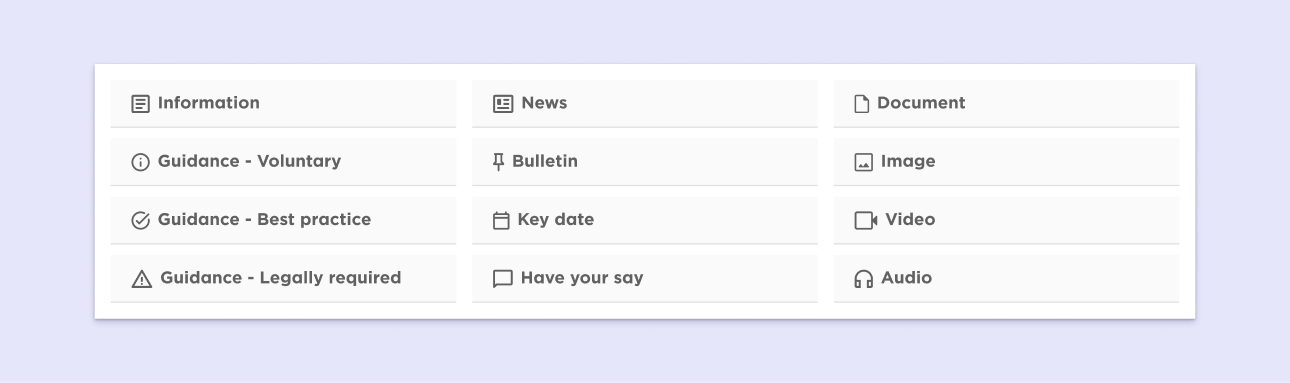 Information
News
Document
Guidance - Voluntary
Bulletin
Image
Guidance - Best practice
Key date
Video
Guidance - Legally required
Have your say
Audio